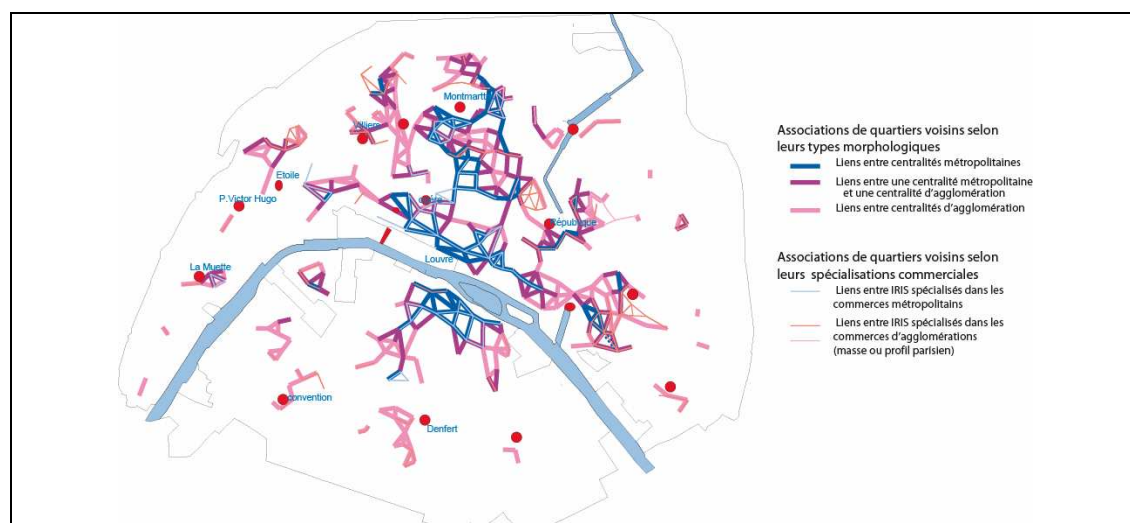 Montmartr
Villiers
Etoile
P.Victor Hugo
République
Louvre
La Muette
convention
Denfert
Associations de quartiers voisins selon
leurs types morphologiques
Liens entre centralités métropolitaines
Liens entre une centralité métropolitaine
et une centralité d'agglomération
Liens entre centralités d'agglomération
Associations de quartiers voisins selon
leurs spécialisations commerciales
Liens entre IRIS spécialisés dans les
commerces métropolitains
Liens entre IRIS spécialisés dans les
commerces d'agglomérations
(masse ou profil parisien)